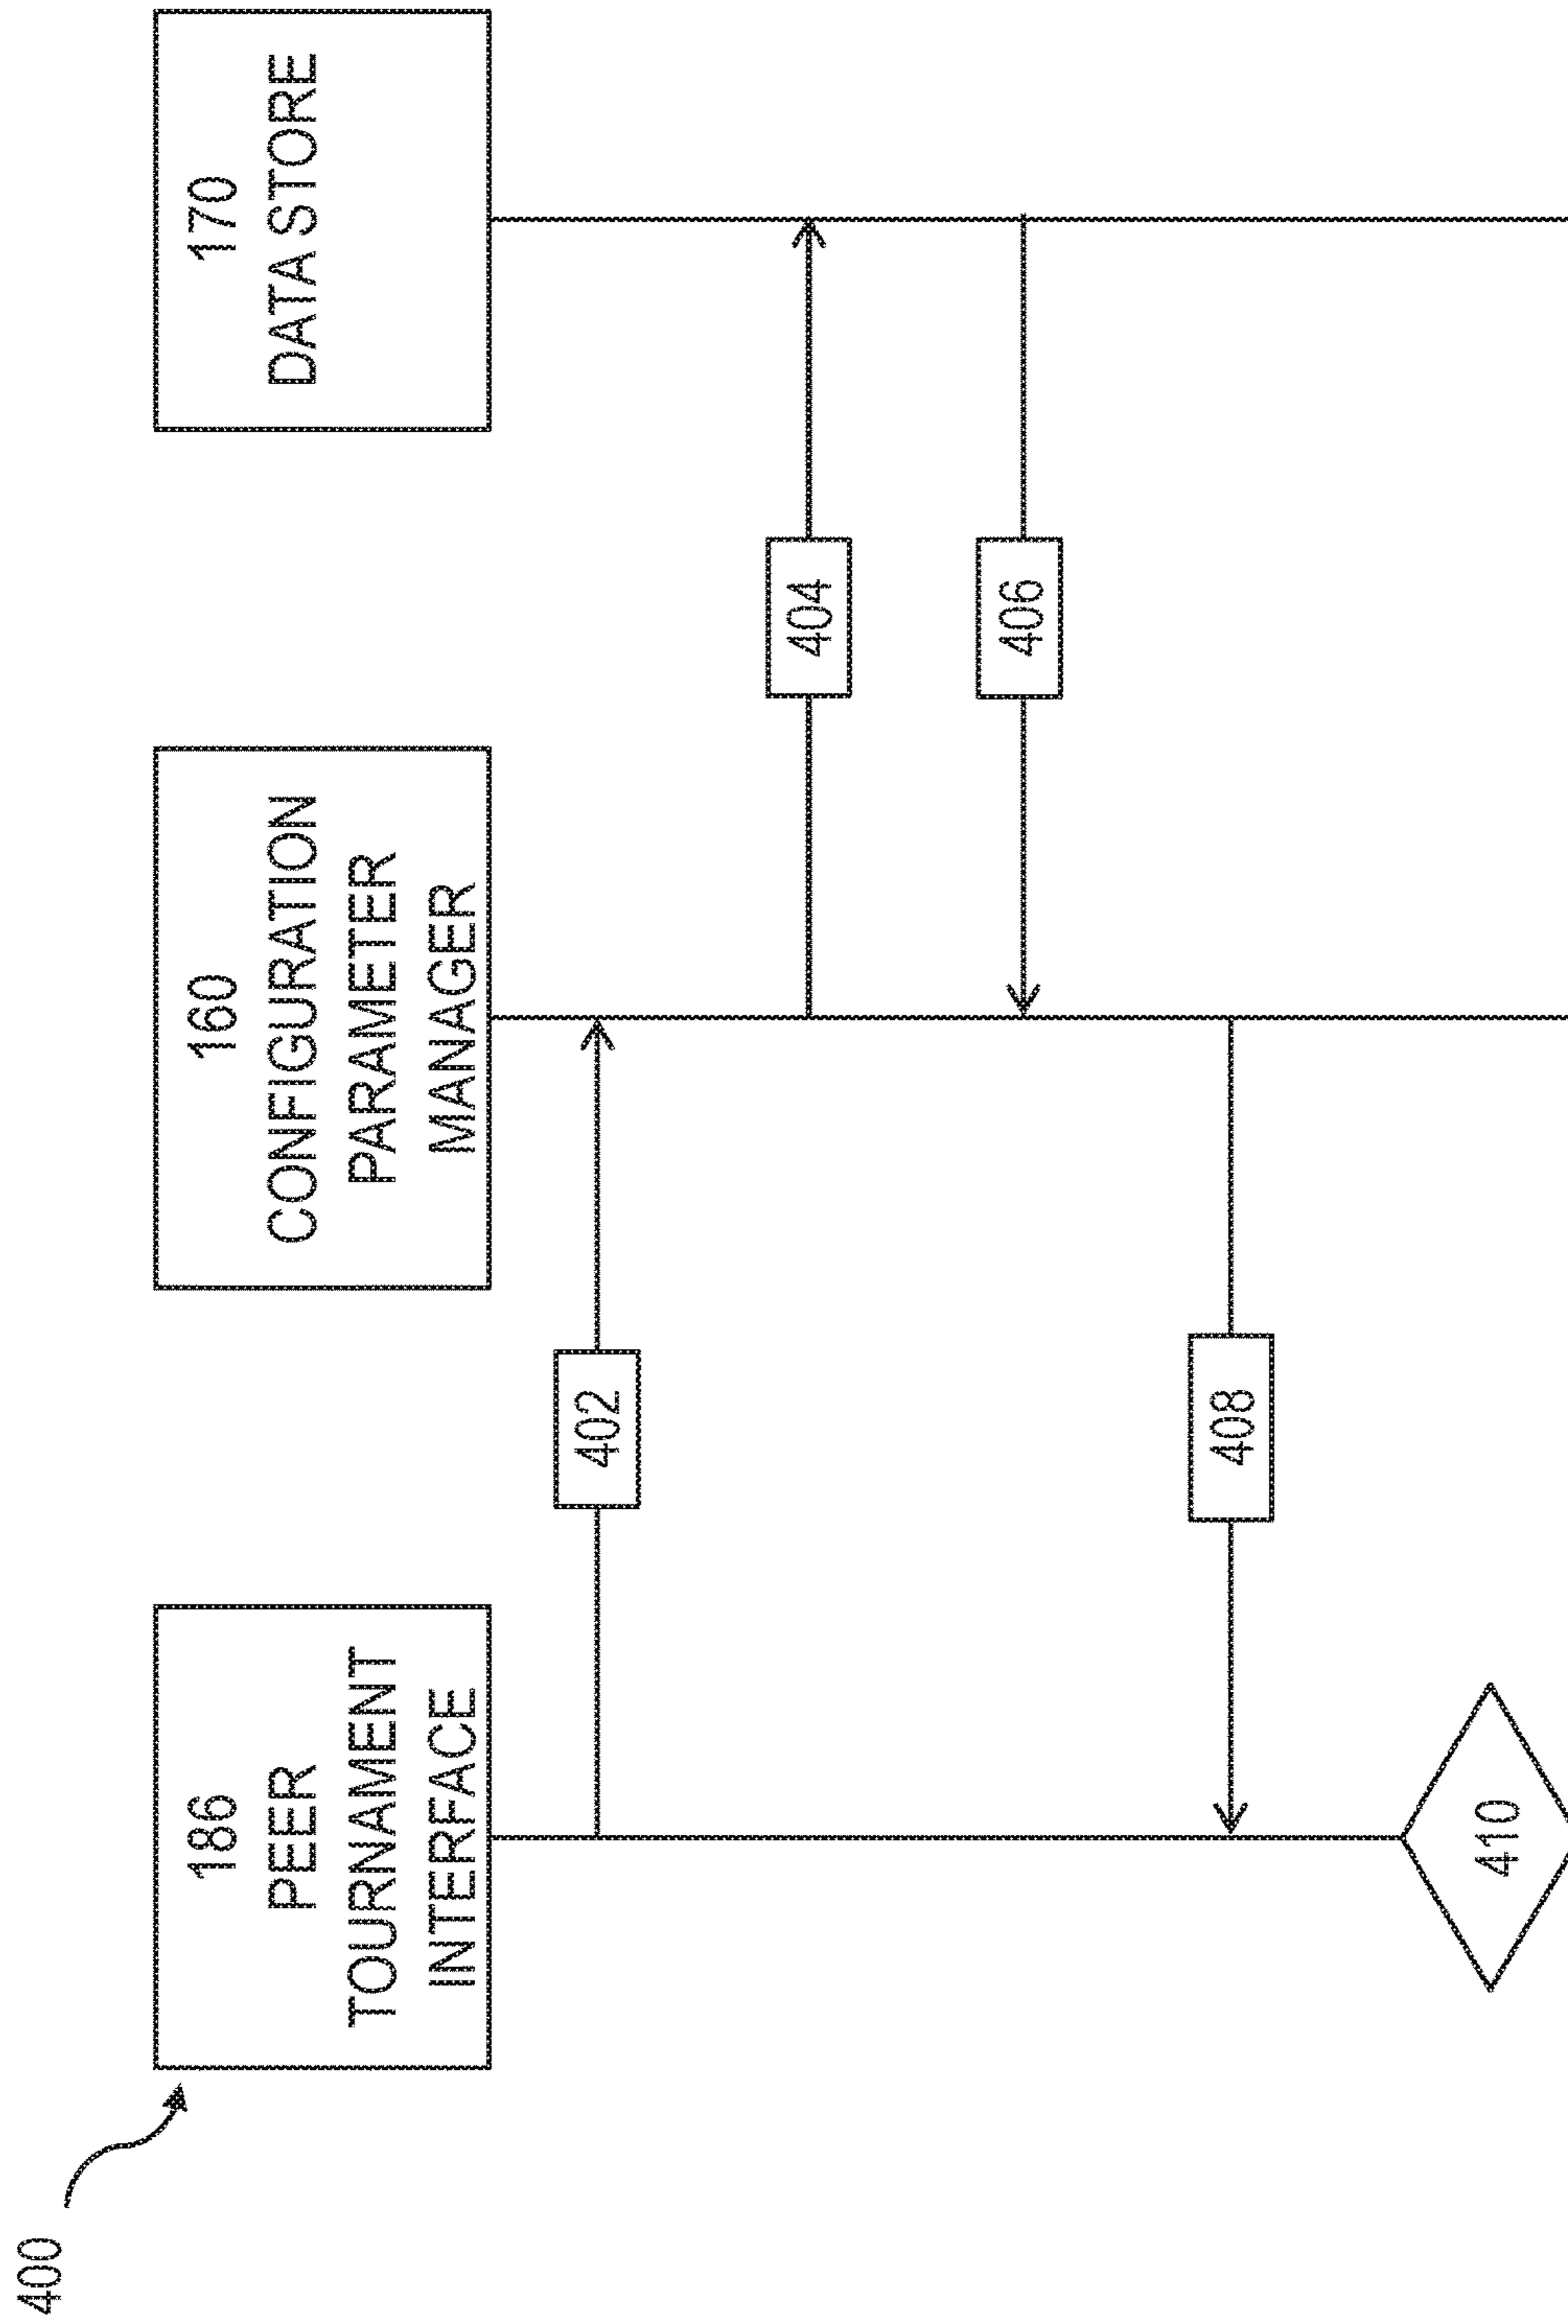 400
186
PEER
TOURNAMENT
INTERFACE
160
CONFIGURATION
PARAMETER
MANAGER
170
DATA STORE
402
404
406
408
410